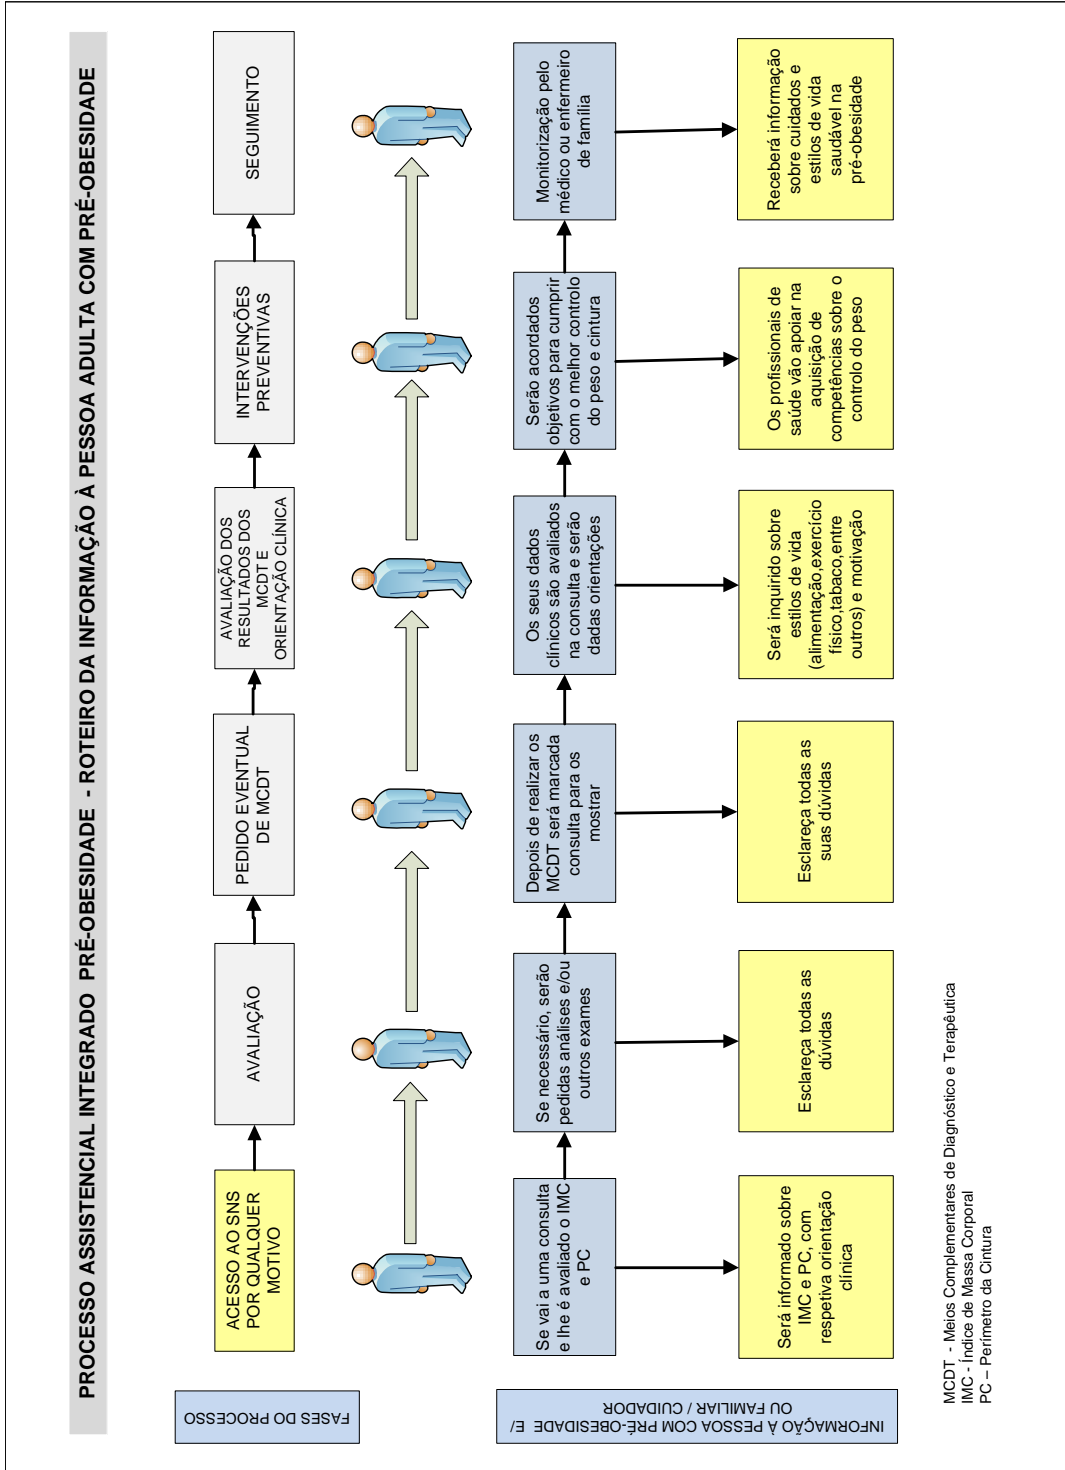 PROCESSO ASSISTENCIAL INTEGRADO PRÉ-OBESIDADE - ROTEIRO DA INFORMAÇÃO À PESSOA ADULTA COM PRÉ-OBESIDADE
FASES DO PROCESSO
ACESSO AO SNS
POR QUALQUER
MOTIVO
AVALIAÇÃO
PEDIDO EVENTUAL
DE MCDT
AVALIAÇÃO DOS
RESULTADOS DOS
MCDT E
ORIENTAÇÃO CLÍNICA
INTERVENÇÕES
PREVENTIVAS
SEGUIMENTO
INFORMAÇÃO À PESSOA COM PRÉ-OBESIDADE E/
OU FAMILIAR / CUIDADOR
Se vai a uma consulta
e lhe é avaliado o IMC
e PC
Se necessário, serão
pedidas análises e/ou
outros exames
Depois de realizar os
MCDT será marcada
consulta para os
mostrar
Os seus dados
clínicos são avaliados
na consulta e serão
dadas orientações
Serão acordados
objetivos para cumprir
com o melhor controlo
do peso e cintura
Monitorização pelo
médico ou enfermeiro
de família
Será informado sobre
IMC e PC, com
respetiva orientação
clínica
Esclareça todas as
dúvidas
Esclareça todas as
suas dúvidas
Será inquirido sobre
estilos de vida
(alimentação,exercício
físico,tabaco,entre
outros) e motivação
Os profissionais de
saúde vão apoiar na
aquisição de
competências sobre o
controlo do peso
Receberá informação
sobre cuidados e
estilos de vida
saudável na
pré-obesidade
MCDT - Meios Complementares de Diagnóstico e Terapêutica
IMC - Índice de Massa Corporal
PC – Perímetro da Cintura